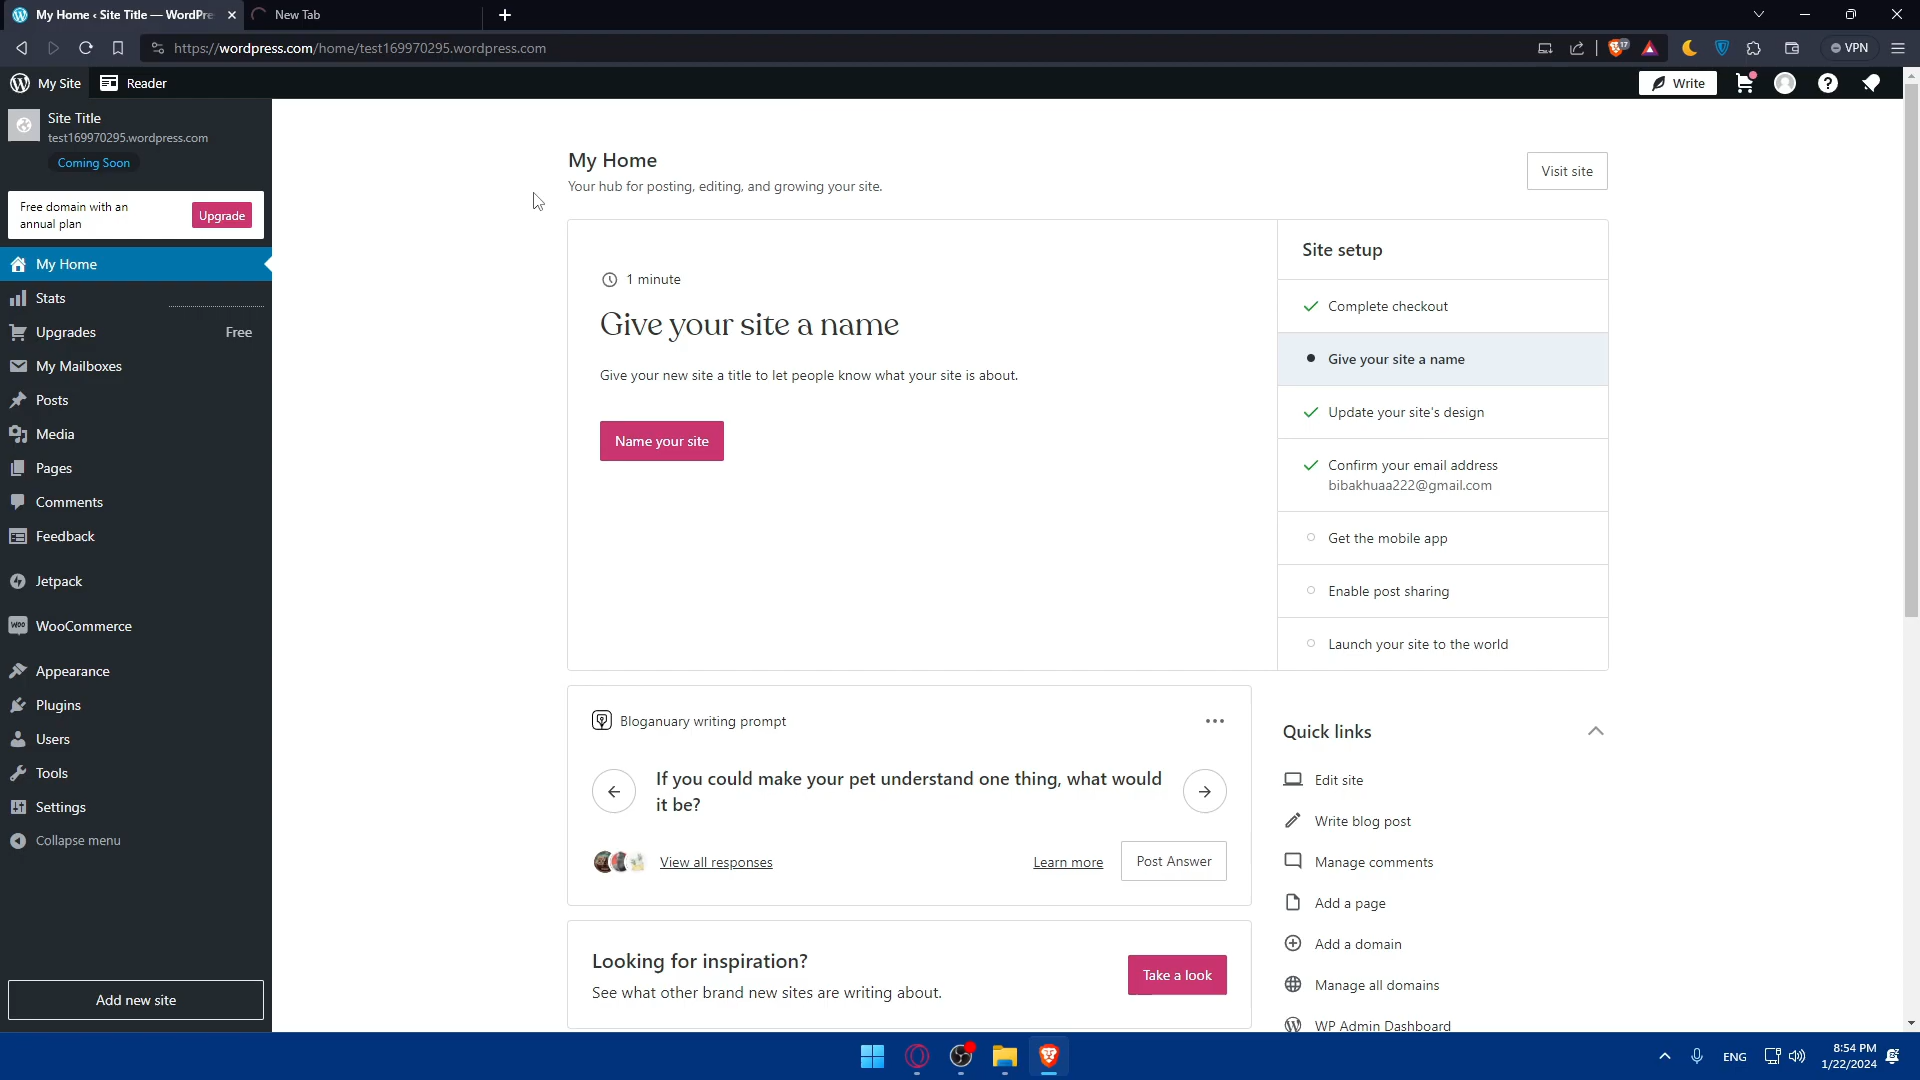 My Home ‹ Site Title — WordPre
New Tab
https://wordpress.com/home/test169970295.wordpress.com
17
VPN
My Site
Reader
Write
Site Title
test169970295.wordpress.com
Coming Soon
Free domain with an
annual plan
Upgrade
My Home
Stats
Upgrades
Free
My Mailboxes
Posts
Media
Pages
Comments
Feedback
Jetpack
WooCommerce
Appearance
Plugins
Users
Tools
Settings
Collapse menu
Add new site
My Home
Your hub for posting, editing, and growing your site.
Visit site
1 minute
Give your site a name
Give your new site a title to let people know what your site is about.
Name your site
Site setup
Complete checkout
Give your site a name
Update your site's design
Confirm your email address
bibakhuaa222@gmail.com
Get the mobile app
Enable post sharing
Launch your site to the world
Bloganuary writing prompt
If you could make your pet understand one thing, what would
it be?
View all responses
Learn more
Post Answer
Looking for inspiration?
See what other brand new sites are writing about.
Take a look
Quick links
Edit site
Write blog post
Manage comments
Add a page
Add a domain
Manage all domains
WP Admin Dashboard
ENG
8:54 PM
1/22/2024